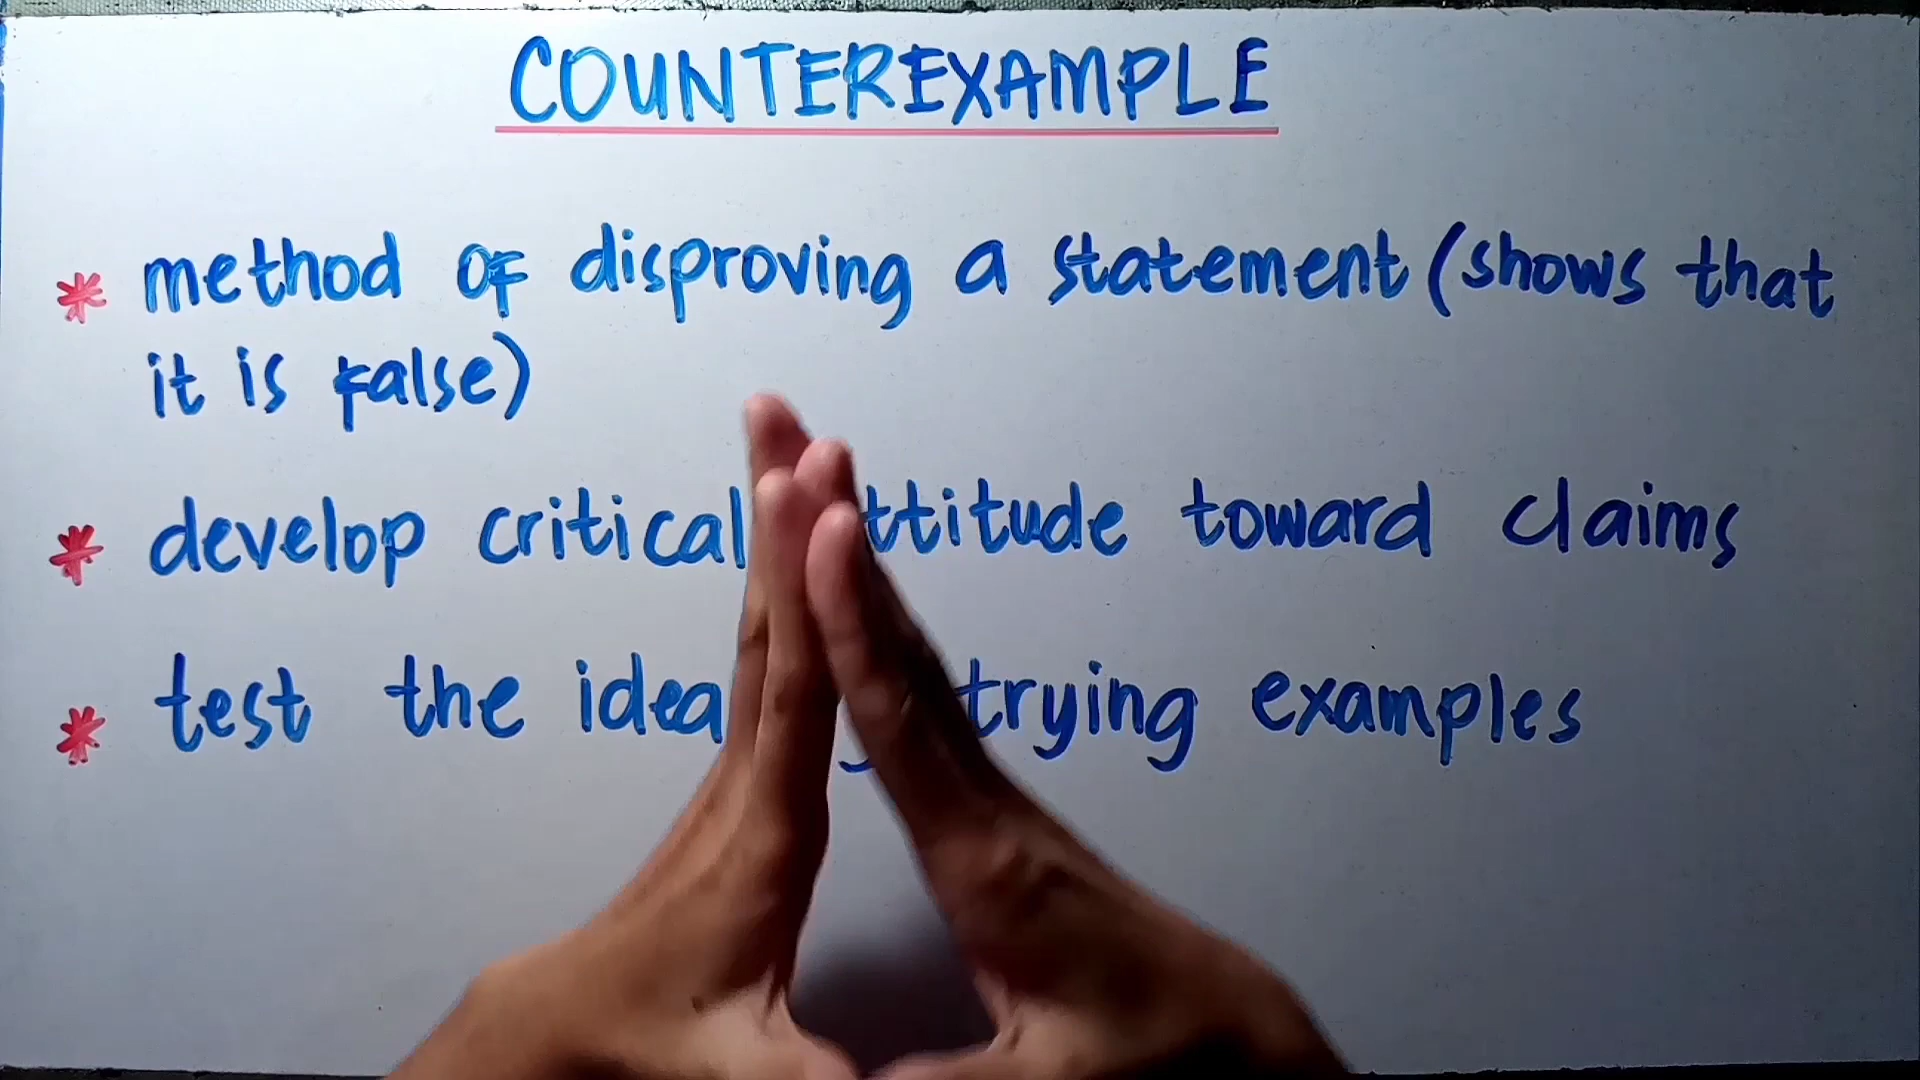 COUNTEREXAMPLE
* method of disproving a statement (shows that
it is false)
* develop critical ttitude toward claims
* test the idea trying examples